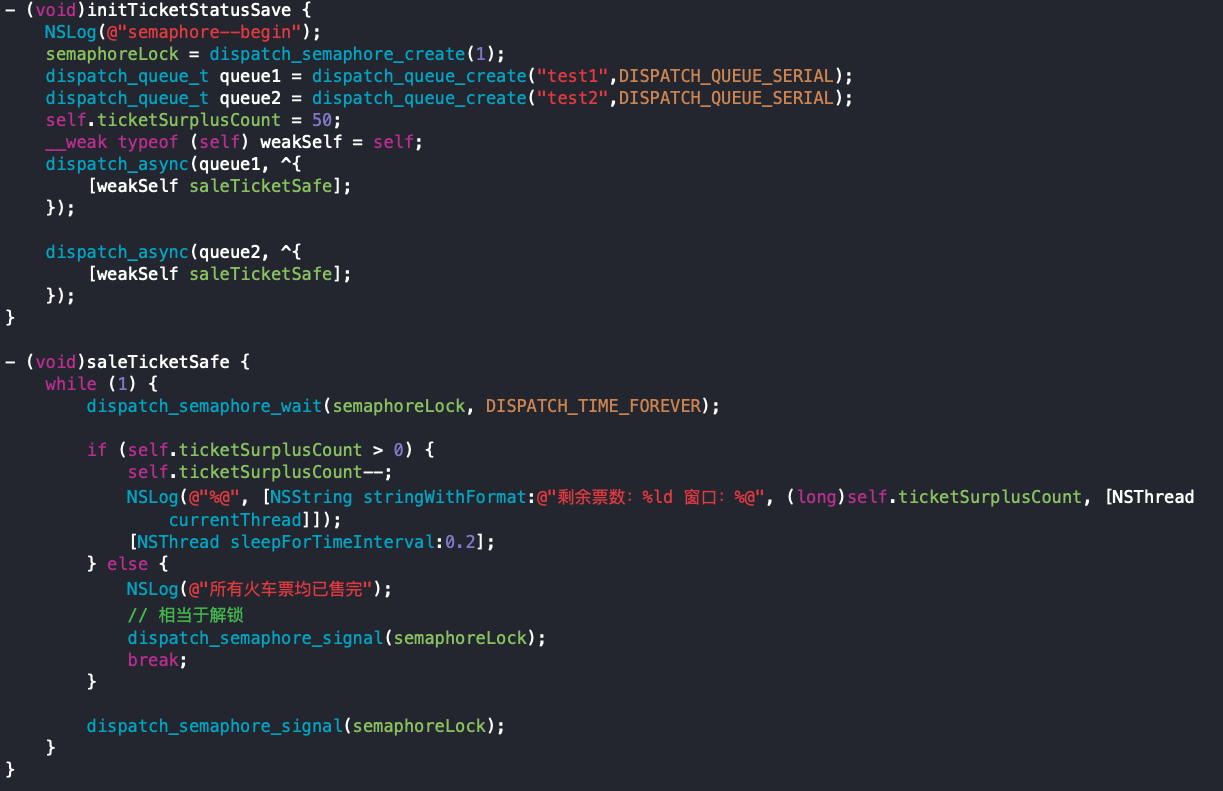 - (void)initTicketStatusSave {
    NSLog(@"semaphore--begin");
    semaphoreLock = dispatch_semaphore_create(1);
    dispatch_queue_t queue1 = dispatch_queue_create("test1",DISPATCH_QUEUE_SERIAL);
    dispatch_queue_t queue2 = dispatch_queue_create("test2",DISPATCH_QUEUE_SERIAL);
    self.ticketSurplusCount = 50;
    __weak typeof (self) weakSelf = self;
    dispatch_async(queue1, ^{
        [weakSelf saleTicketSafe];
    });

    dispatch_async(queue2, ^{
        [weakSelf saleTicketSafe];
    });
}

- (void)saleTicketSafe {
    while (1) {
        dispatch_semaphore_wait(semaphoreLock, DISPATCH_TIME_FOREVER);

        if (self.ticketSurplusCount > 0) {
            self.ticketSurplusCount--;
            NSLog(@"%@", [NSString stringWithFormat:@"剩余票数：%ld 窗口：%@", (long)self.ticketSurplusCount, [NSThread
                currentThread]]);
            [NSThread sleepForTimeInterval:0.2];
        } else {
            NSLog(@"所有火车票均已售完");
            // 相当于解锁
            dispatch_semaphore_signal(semaphoreLock);
            break;
        }

        dispatch_semaphore_signal(semaphoreLock);
    }
}